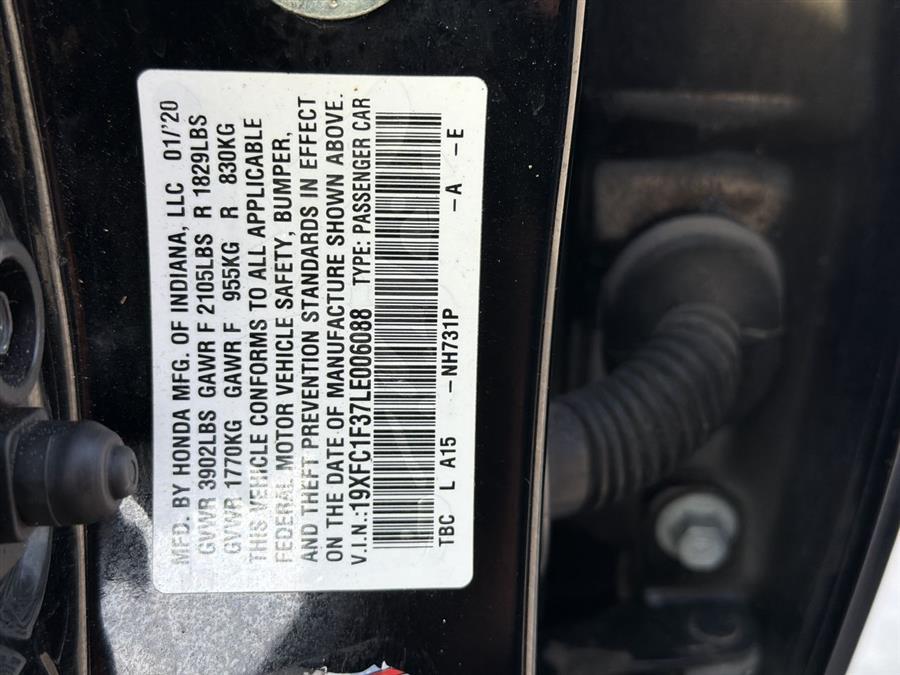 MFD. BY HONDA MFG. OF INDIANA, LLC 01/'20
GVWR 3902LBS GAWR F 2105LBS R 1829LBS
GVWR 1770KG GAWR F 955KG R 830KG
THIS VEHICLE CONFORMS TO ALL APPLICABLE
FEDERAL MOTOR VEHICLE SAFETY, BUMPER,
AND THEFT PREVENTION STANDARDS IN EFFECT
ON THE DATE OF MANUFACTURE SHOWN ABOVE.
V.I.N.:19XFC1F37LE006088 TYPE: PASSENGER CAR
TBC L A15 -NH731P -A -E